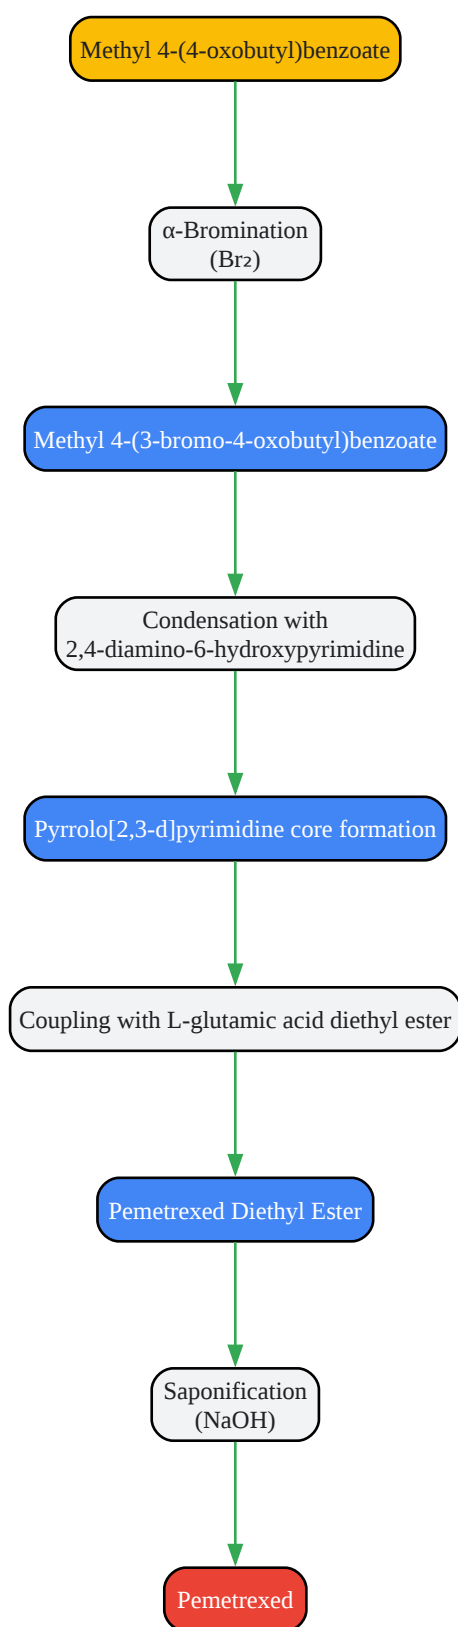 Methyl 4-(4-oxobutyl)benzoate
α-Bromination
(Br₂)
Methyl 4-(3-bromo-4-oxobutyl)benzoate
Condensation with
2,4-diamino-6-hydroxypyrimidine
Pyrrolo[2,3-d]pyrimidine core formation
Coupling with L-glutamic acid diethyl ester
Pemetrexed Diethyl Ester
Saponification
(NaOH)
Pemetrexed